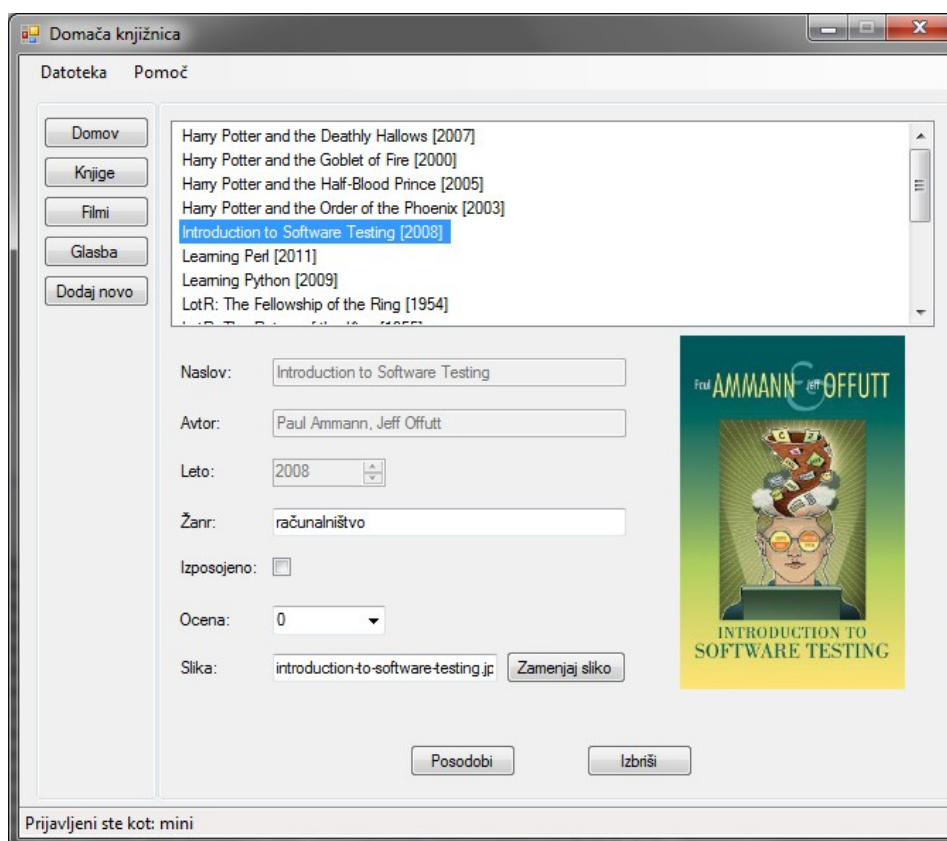 Domača knjižnica
Datoteka Pomoč
Domov
Knjige
Filmi
Glasba
Dodaj novo
Harry Potter and the Deathly Hallows [2007]
Harry Potter and the Goblet of Fire [2000]
Harry Potter and the Half-Blood Prince [2005]
Harry Potter and the Order of the Phoenix [2003]
Introduction to Software Testing [2008]
Learning Perl [2011]
Learning Python [2009]
LotR: The Fellowship of the Ring [1954]
Naslov: Introduction to Software Testing
Avtor: Paul Ammann, Jeff Offutt
Leto: 2008
Žanr: računalništvo
Izposojeno:
Ocena: 0
Slika: introduction-to-software-testing.jp Zamenjaj sliko
Paul AMMANN & Jeff OFFUTT
INTRODUCTION TO
SOFTWARE TESTING
Posodobi Izbriši
Prijavljeni ste kot: mini